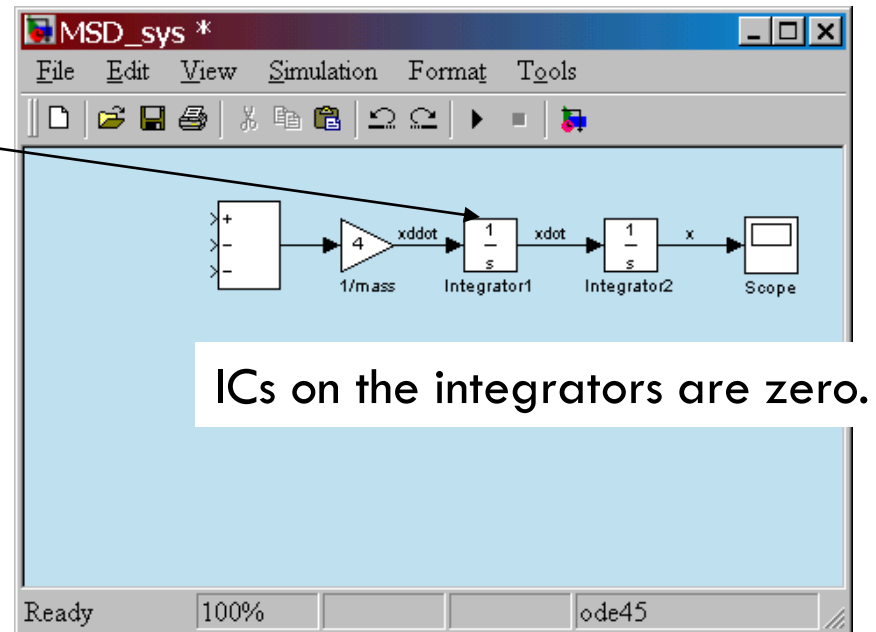 MSD_sys *
File Edit View Simulation Format Tools
+
-
-
4
1/mass
xddot
1
s
Integrator1
xdot
1
s
Integrator2
x
Scope
ICs on the integrators are zero.
Ready 100% ode45